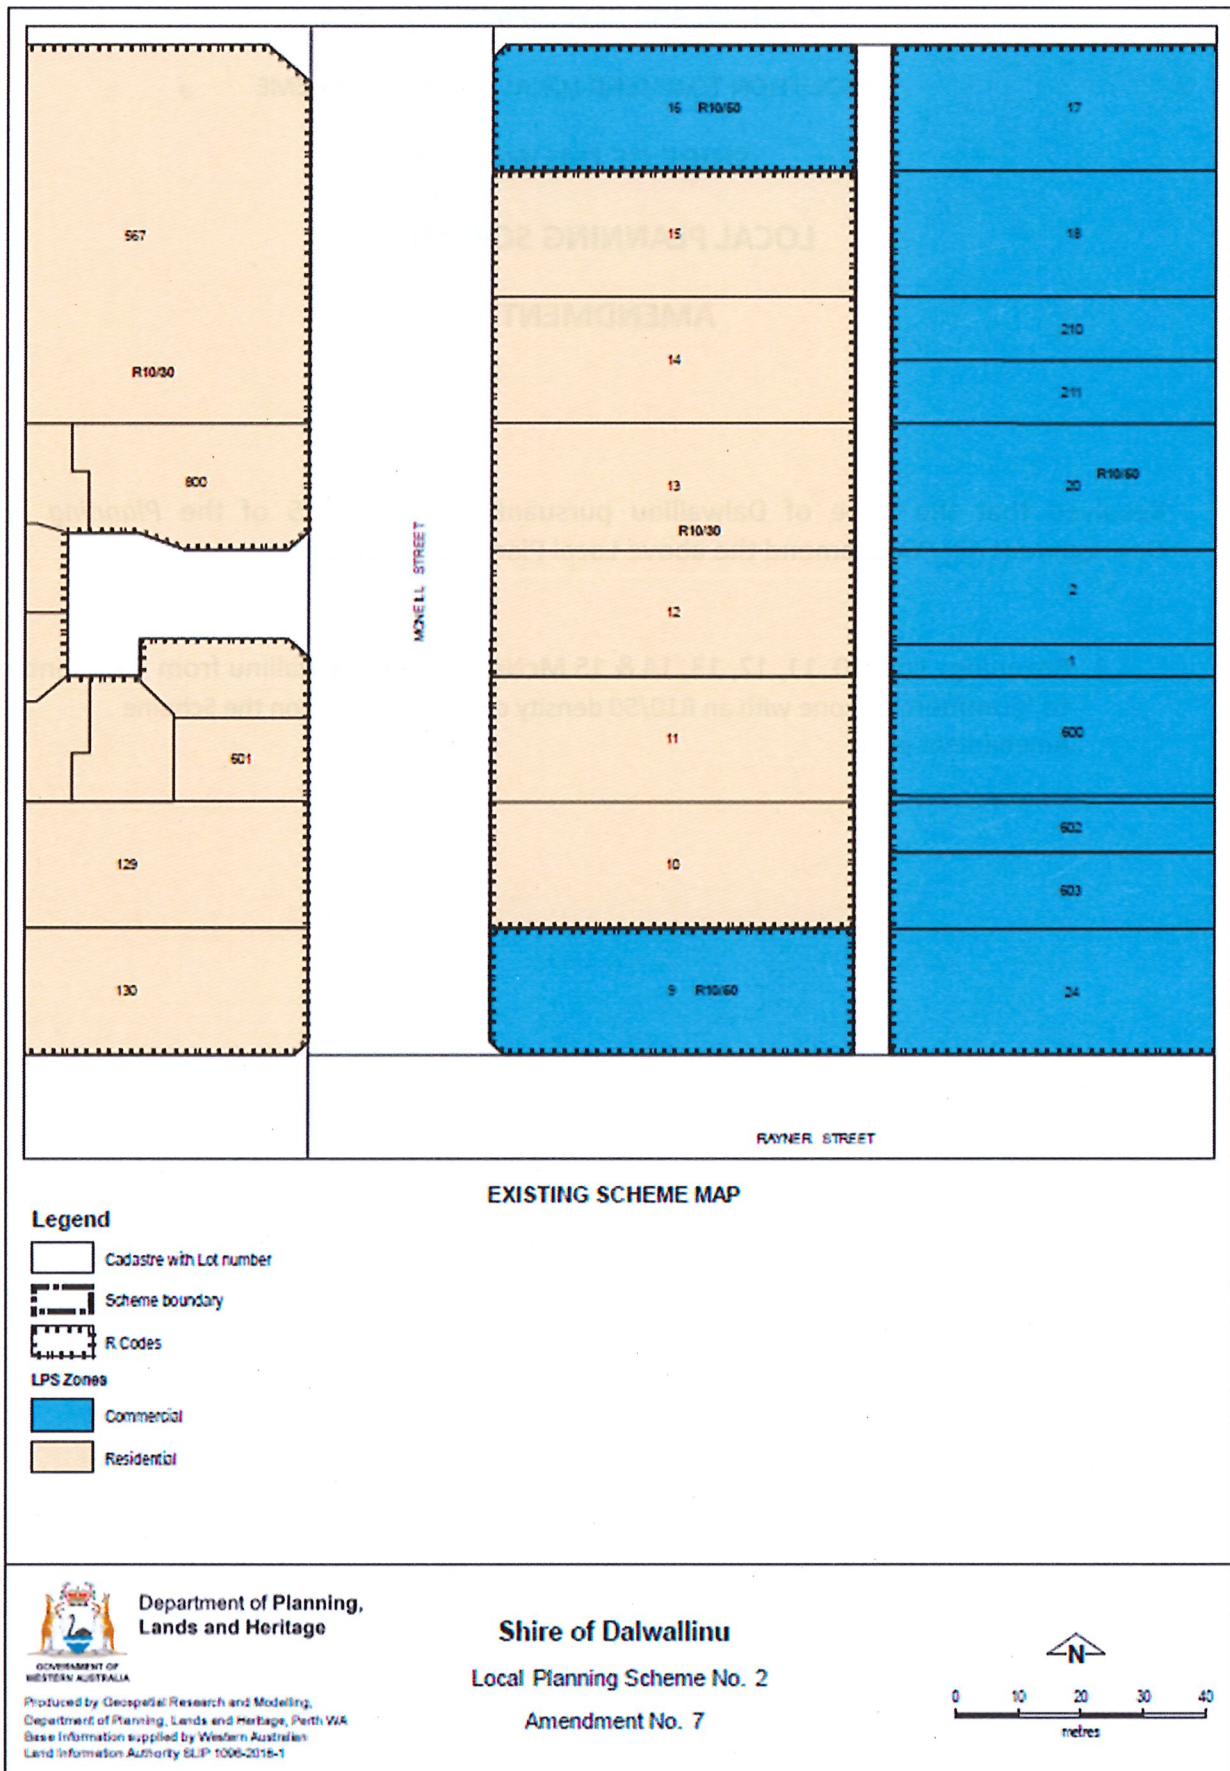 567
R10/30
800
601
129
130
MCNEILL STREET
16 R10/50
15
14
13
R10/30
12
11
10
9 R10/50
17
18
210
211
20 R10/50
2
1
600
602
603
24
RAYNER STREET
EXISTING SCHEME MAP
Legend
Cadastre with Lot number
Scheme boundary
R Codes
LPS Zones
Commercial
Residential
Department of Planning,
Lands and Heritage
GOVERNMENT OF
WESTERN AUSTRALIA
Produced by Geospatial Research and Modelling,
Department of Planning, Lands and Heritage, Perth WA
Base Information supplied by Western Australian
Land Information Authority SLIP 1096-2018-1
Shire of Dalwallinu
Local Planning Scheme No. 2
Amendment No. 7
N
0 10 20 30 40
metres